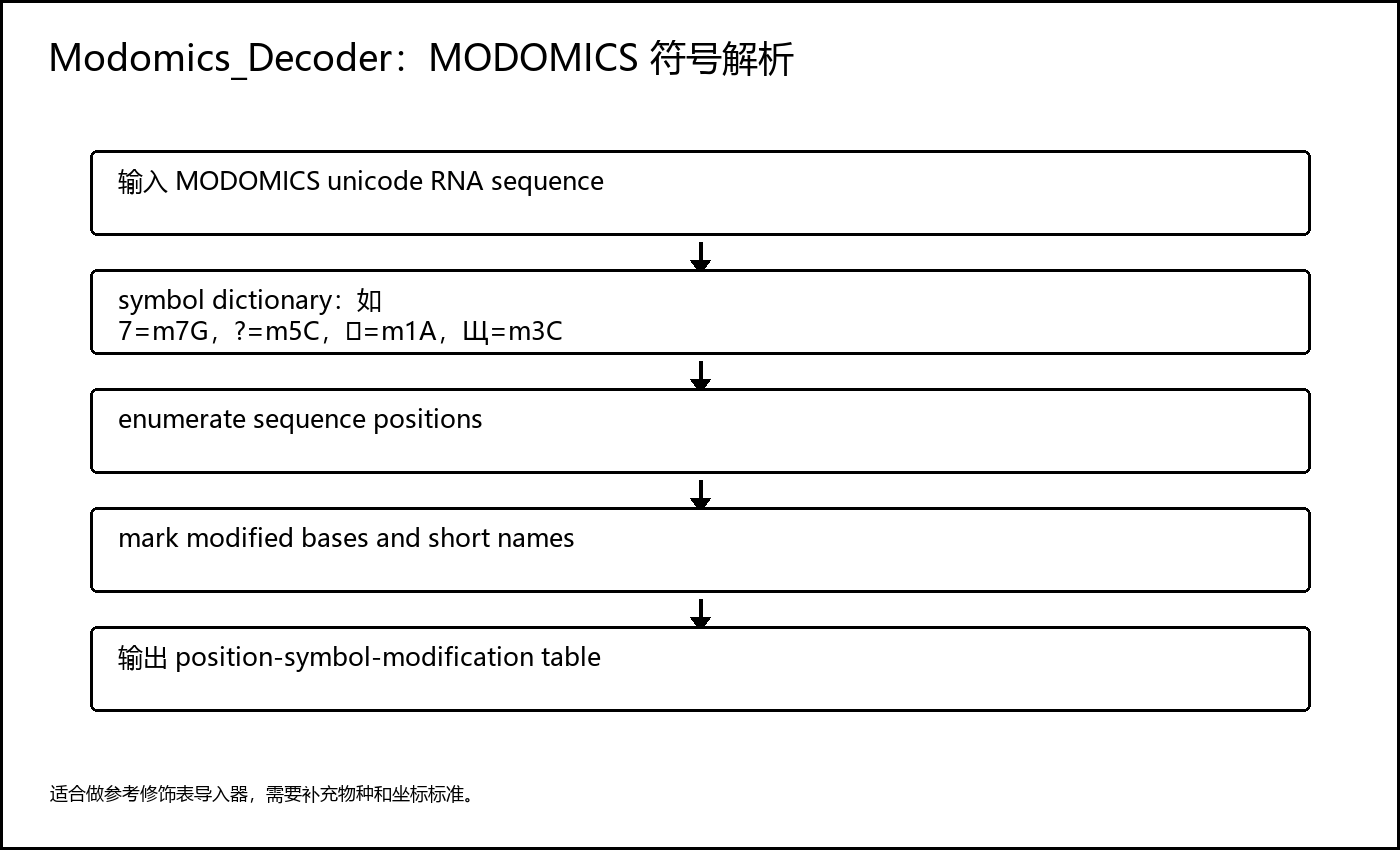 Modomics_Decoder：MODOMICS 符号解析
输入 MODOMICS unicode RNA sequence
symbol dictionary：如
7=m7G，?=m5C，▯=m1A，Щ=m3C
enumerate sequence positions
mark modified bases and short names
输出 position-symbol-modification table
适合做参考修饰表导入器，需要补充物种和坐标标准。